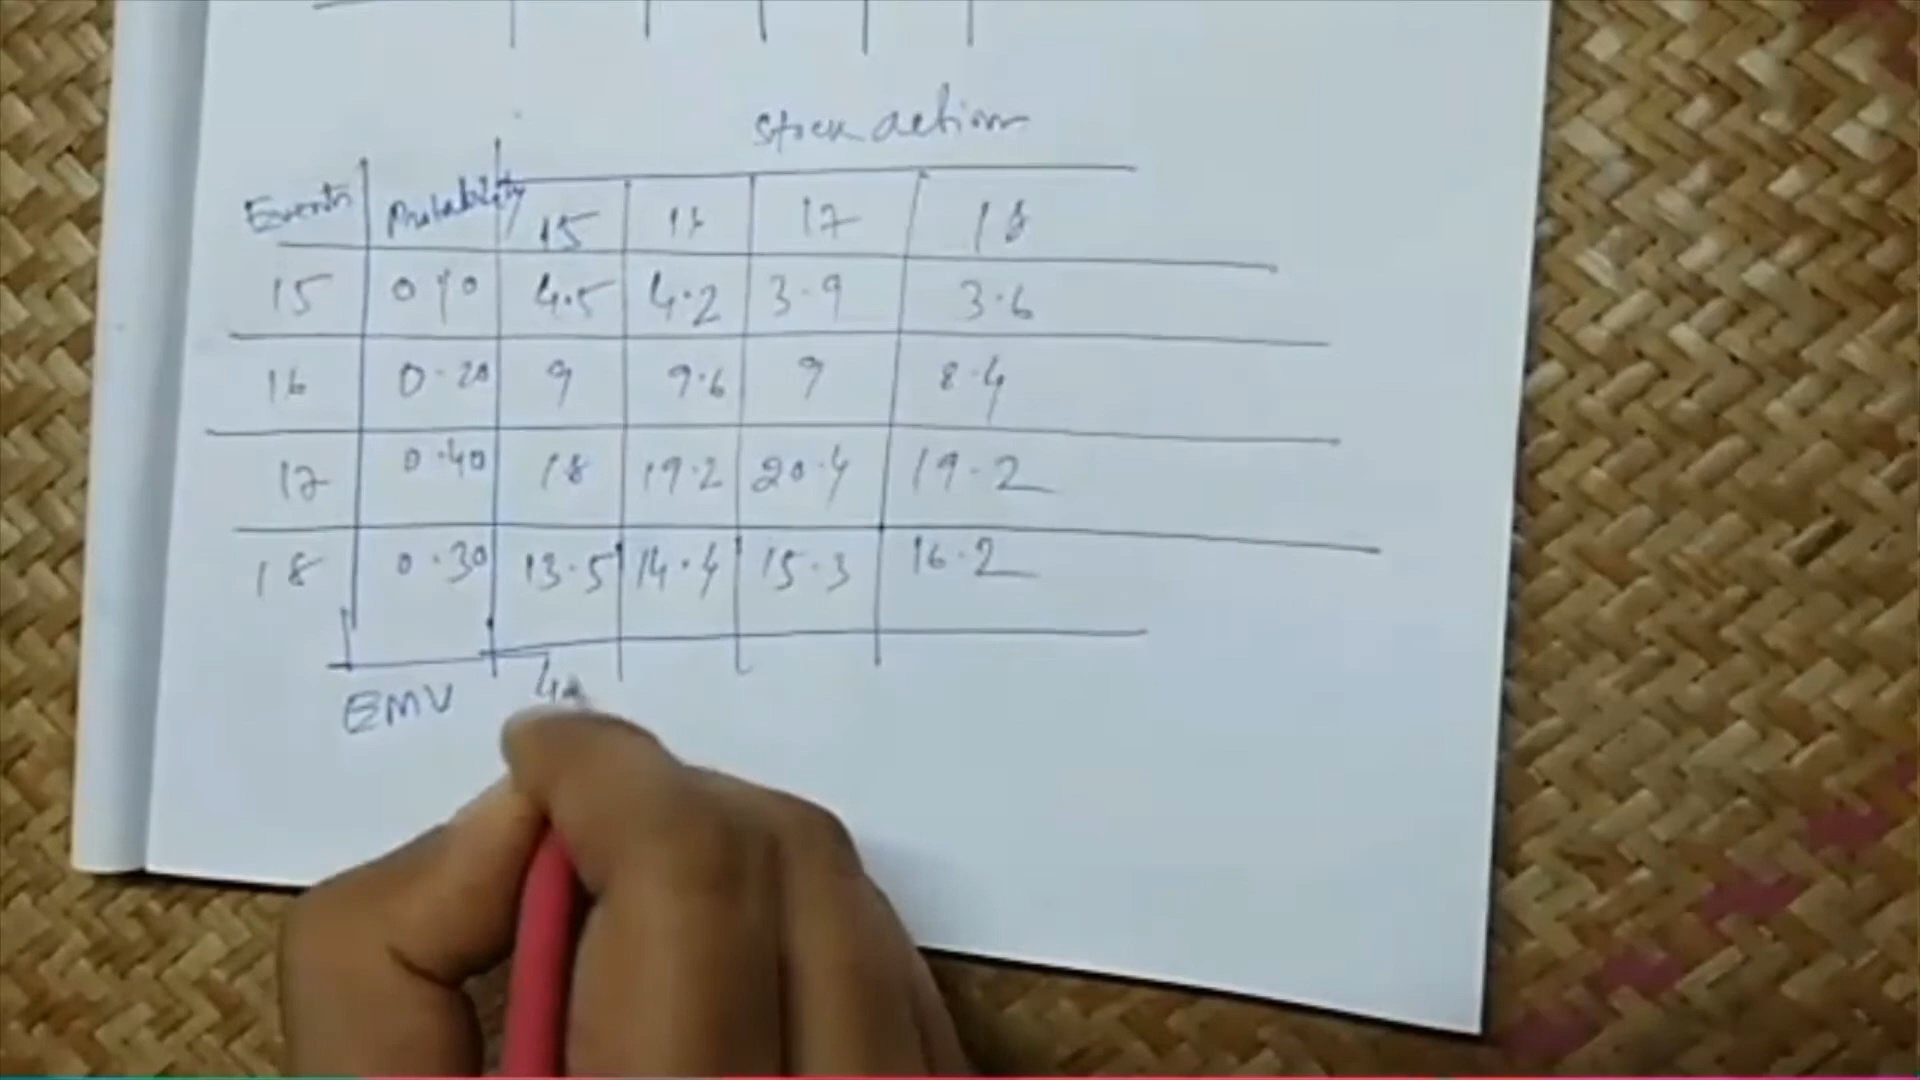 Stock action
Events Probability 15 16 17 18
15 0.10 4.5 4.2 3.9 3.6
16 0.20 9 9.6 9 8.4
17 0.40 18 19.2 20.4 19.2
18 0.30 13.5 14.4 15.3 16.2
EMV